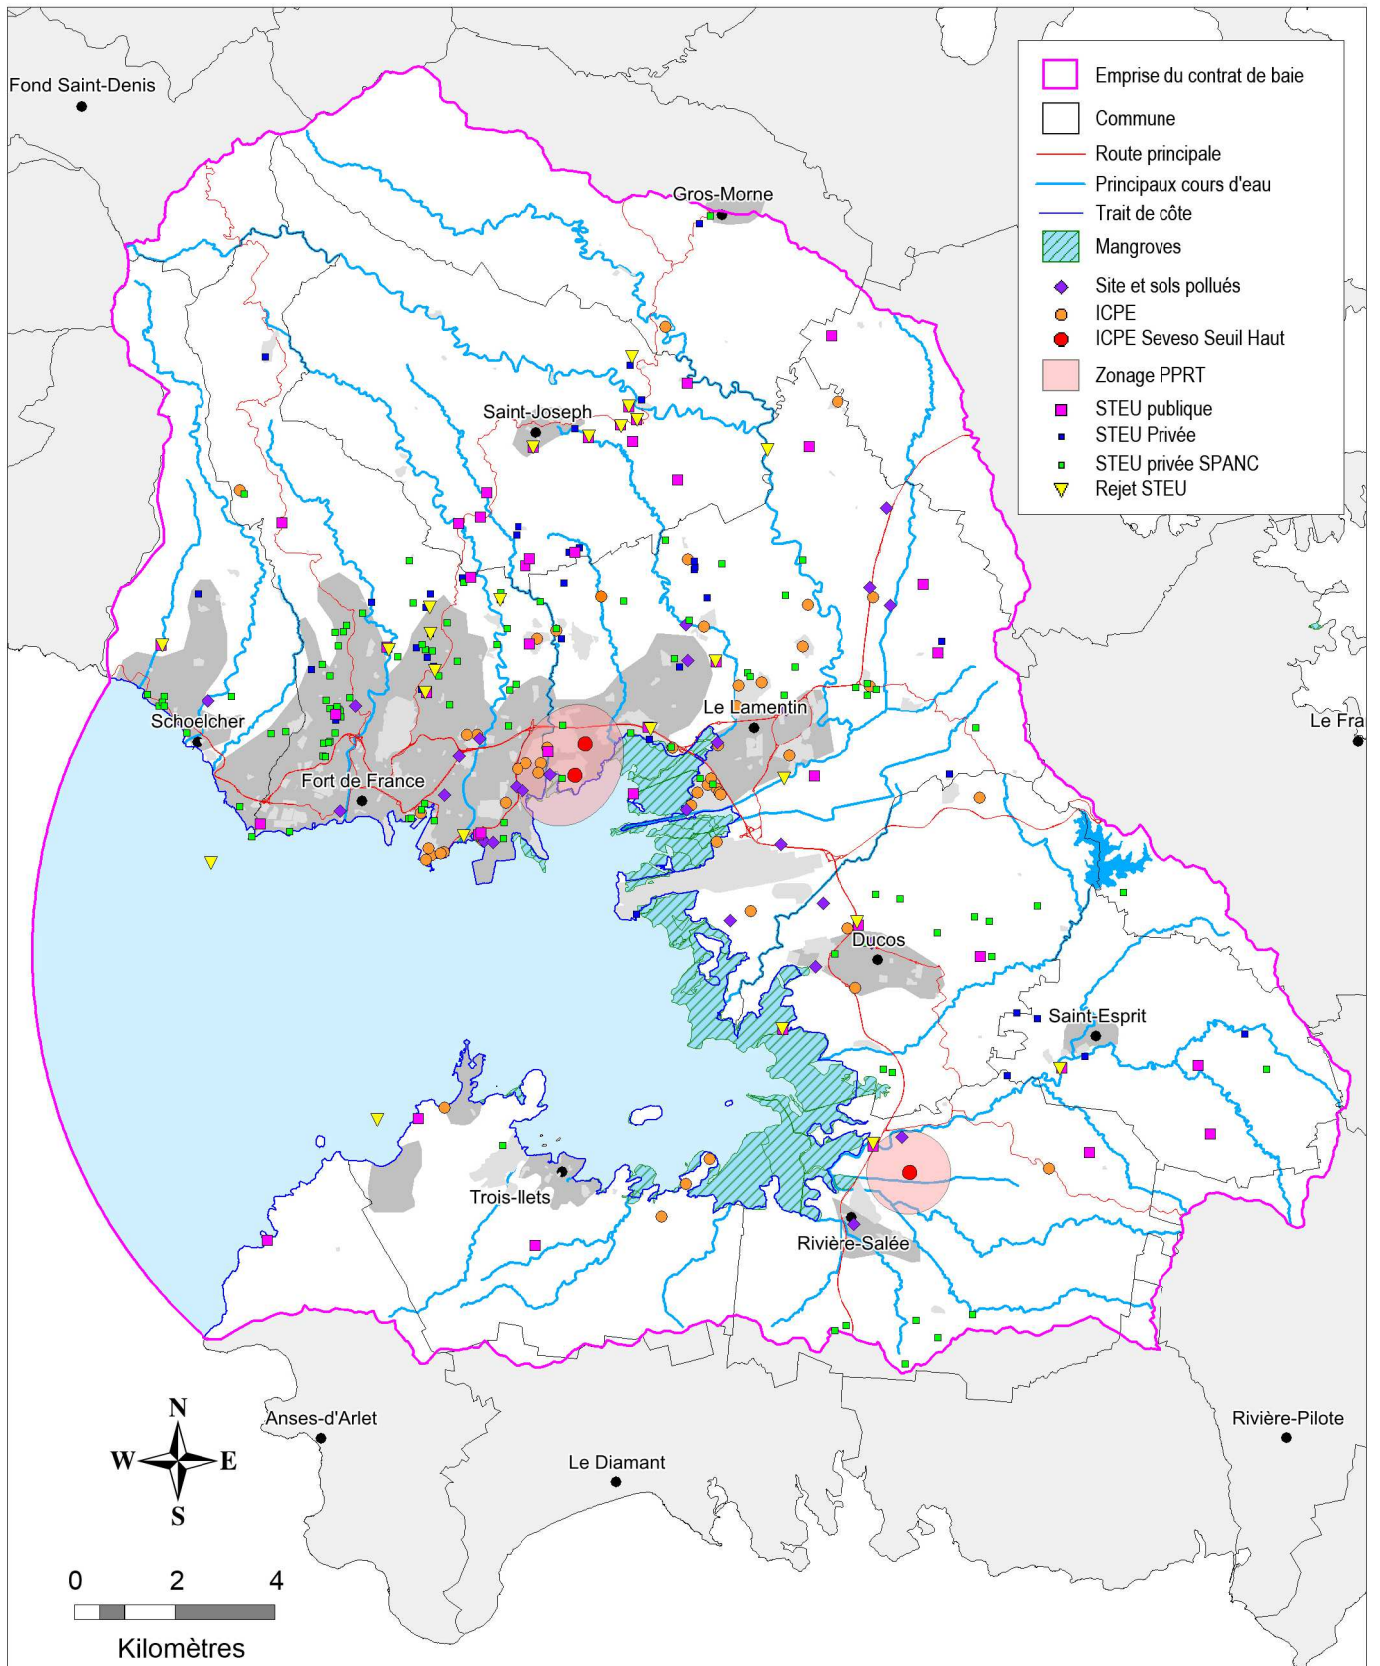 Emprise du contrat de baie
Commune
Route principale
Principaux cours d'eau
Trait de côte
Mangroves
Site et sols pollués
ICPE
ICPE Seveso Seuil Haut
Zonage PPRT
STEU publique
STEU Privée
STEU privée SPANC
Rejet STEU
Fond Saint-Denis
Gros-Morne
Saint-Joseph
Schoelcher
Le Lamentin
Le Fra
Fort de France
Ducos
Saint-Esprit
Trois-Ilets
Rivière-Salée
Anses-d'Arlet
Rivière-Pilote
Le Diamant
N
W E
S
0 2 4
Kilomètres